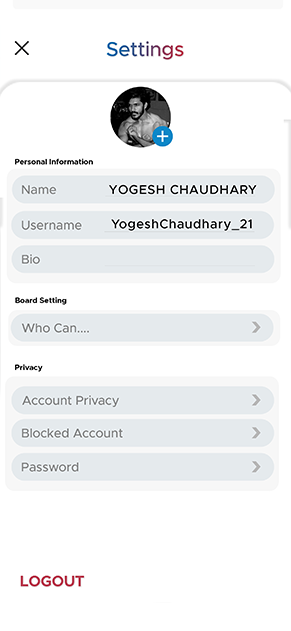 Settings
Personal Information
Name YOGESH CHAUDHARY
Username YogeshChaudhary_21
Bio
Board Setting
Who Can....
Privacy
Account Privacy
Blocked Account
Password
LOGOUT